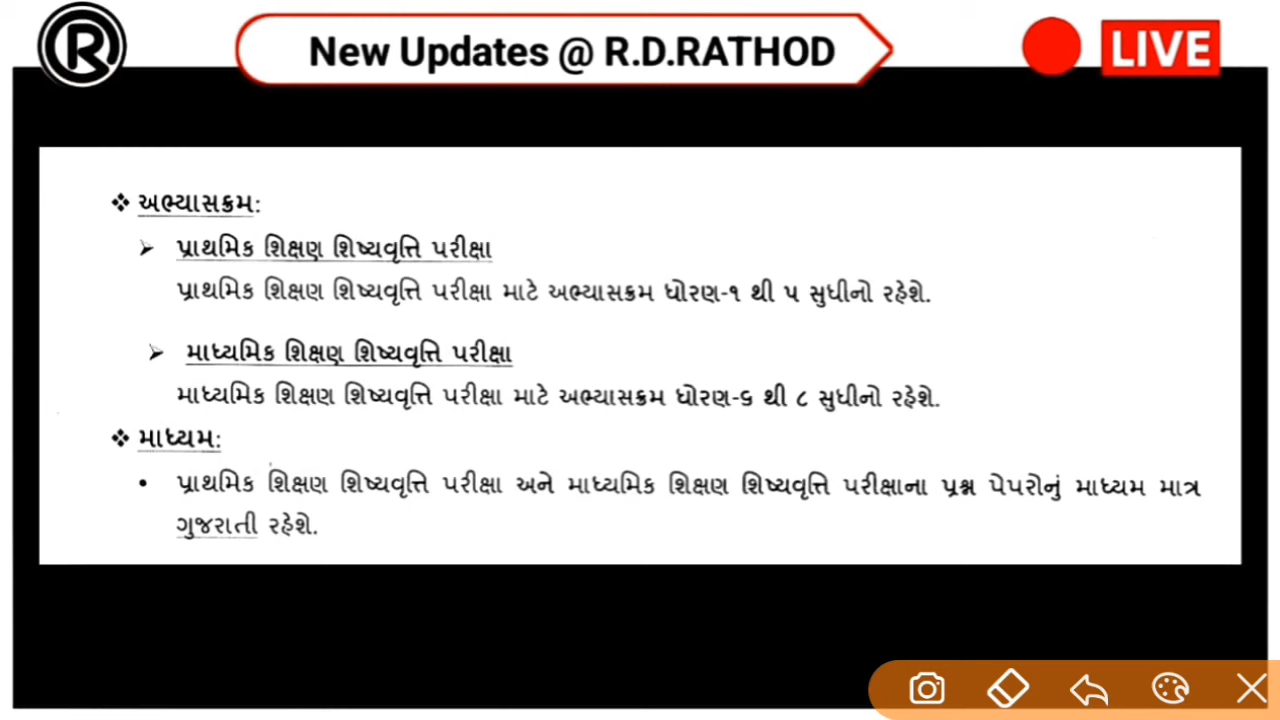 R
New Updates @ R.D.RATHOD
LIVE
❖ અભ્યાસક્રમ:
➢ પ્રાથમિક શિક્ષણ શિષ્યવૃત્તિ પરીક્ષા
પ્રાથમિક શિક્ષણ શિષ્યવૃત્તિ પરીક્ષા માટે અભ્યાસક્રમ ધોરણ-૧ થી ૫ સુધીનો રહેશે.
➢ માધ્યમિક શિક્ષણ શિષ્યવૃત્તિ પરીક્ષા
માધ્યમિક શિક્ષણ શિષ્યવૃત્તિ પરીક્ષા માટે અભ્યાસક્રમ ધોરણ-૬ થી ૮ સુધીનો રહેશે.
❖ માધ્યમ:
• પ્રાથમિક શિક્ષણ શિષ્યવૃત્તિ પરીક્ષા અને માધ્યમિક શિક્ષણ શિષ્યવૃત્તિ પરીક્ષાના પ્રશ્ન પેપરોનું માધ્યમ માત્ર
ગુજરાતી રહેશે.